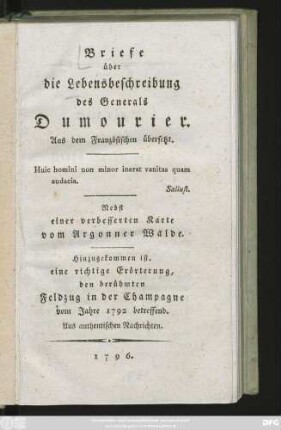 Briefe
über
die Lebensbeschreibung
des Generals
Dumourier.
Aus dem Französischen übersetzt.
Huic homini non minor inerat vanitas quam
audacia.
Sallust.
Nebst
einer verbesserten Karte
vom Argonner Walde.
Hinzugekommen ist,
eine richtige Erörterung,
den berühmten
Feldzug in der Champagne
vom Jahre 1792 betreffend.
Aus authentischen Nachrichten.
1796.